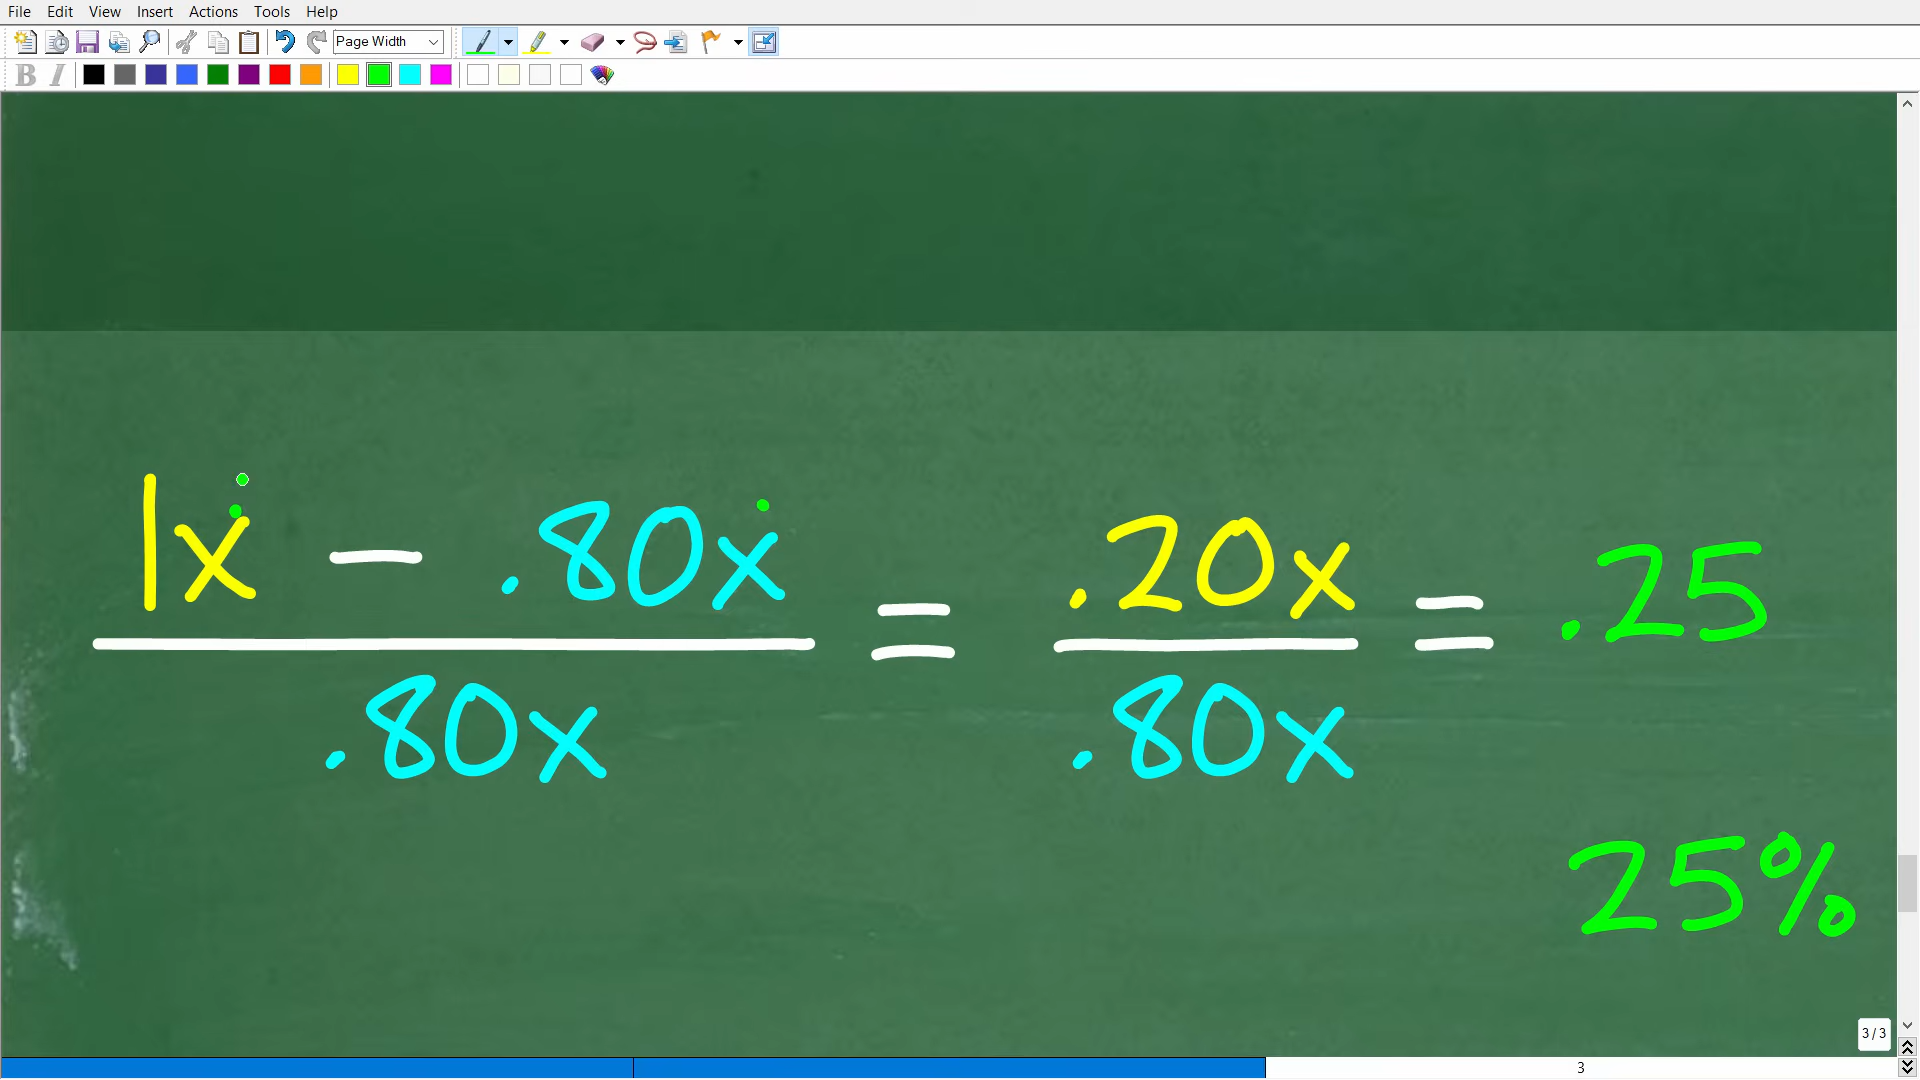 File Edit View Insert Actions Tools Help
Page Width
B I
1x - .80x = .20x = .25
.80x .80x
25%
3 / 3
3